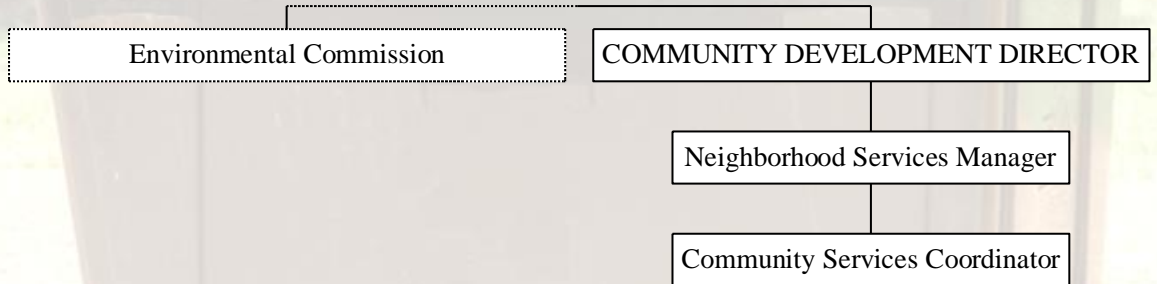 Environmental Commission
COMMUNITY DEVELOPMENT DIRECTOR
Neighborhood Services Manager
Community Services Coordinator